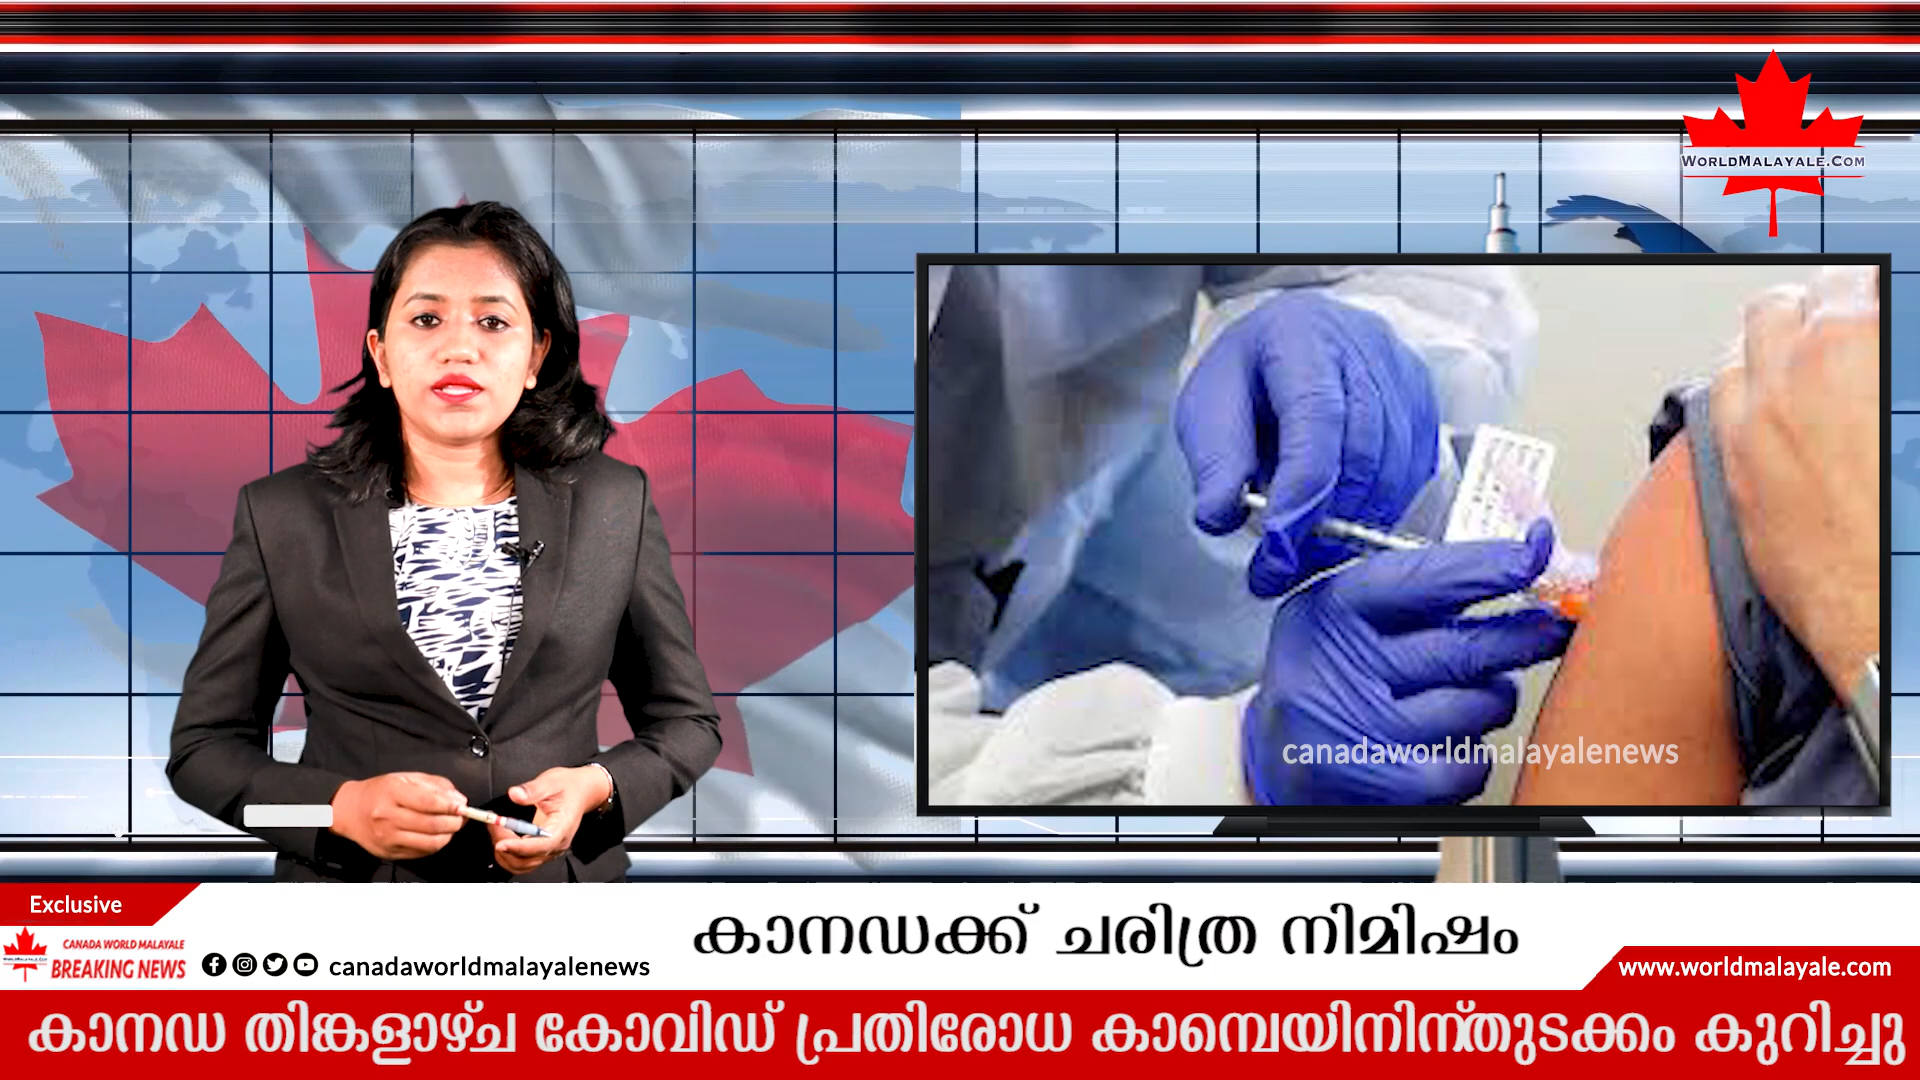 WORLDMALAYALE.COM
canadaworldmalayalenews
Exclusive
കാനഡക്ക് ചരിത്ര നിമിഷം
CANADA WORLD MALAYALE
BREAKING NEWS
canadaworldmalayalenews
www.worldmalayale.com
കാനഡ തിങ്കളാഴ്ച കോവിഡ് പ്രതിരോധ കാമ്പെയിനിന്തുടക്കം കുറിച്ചു